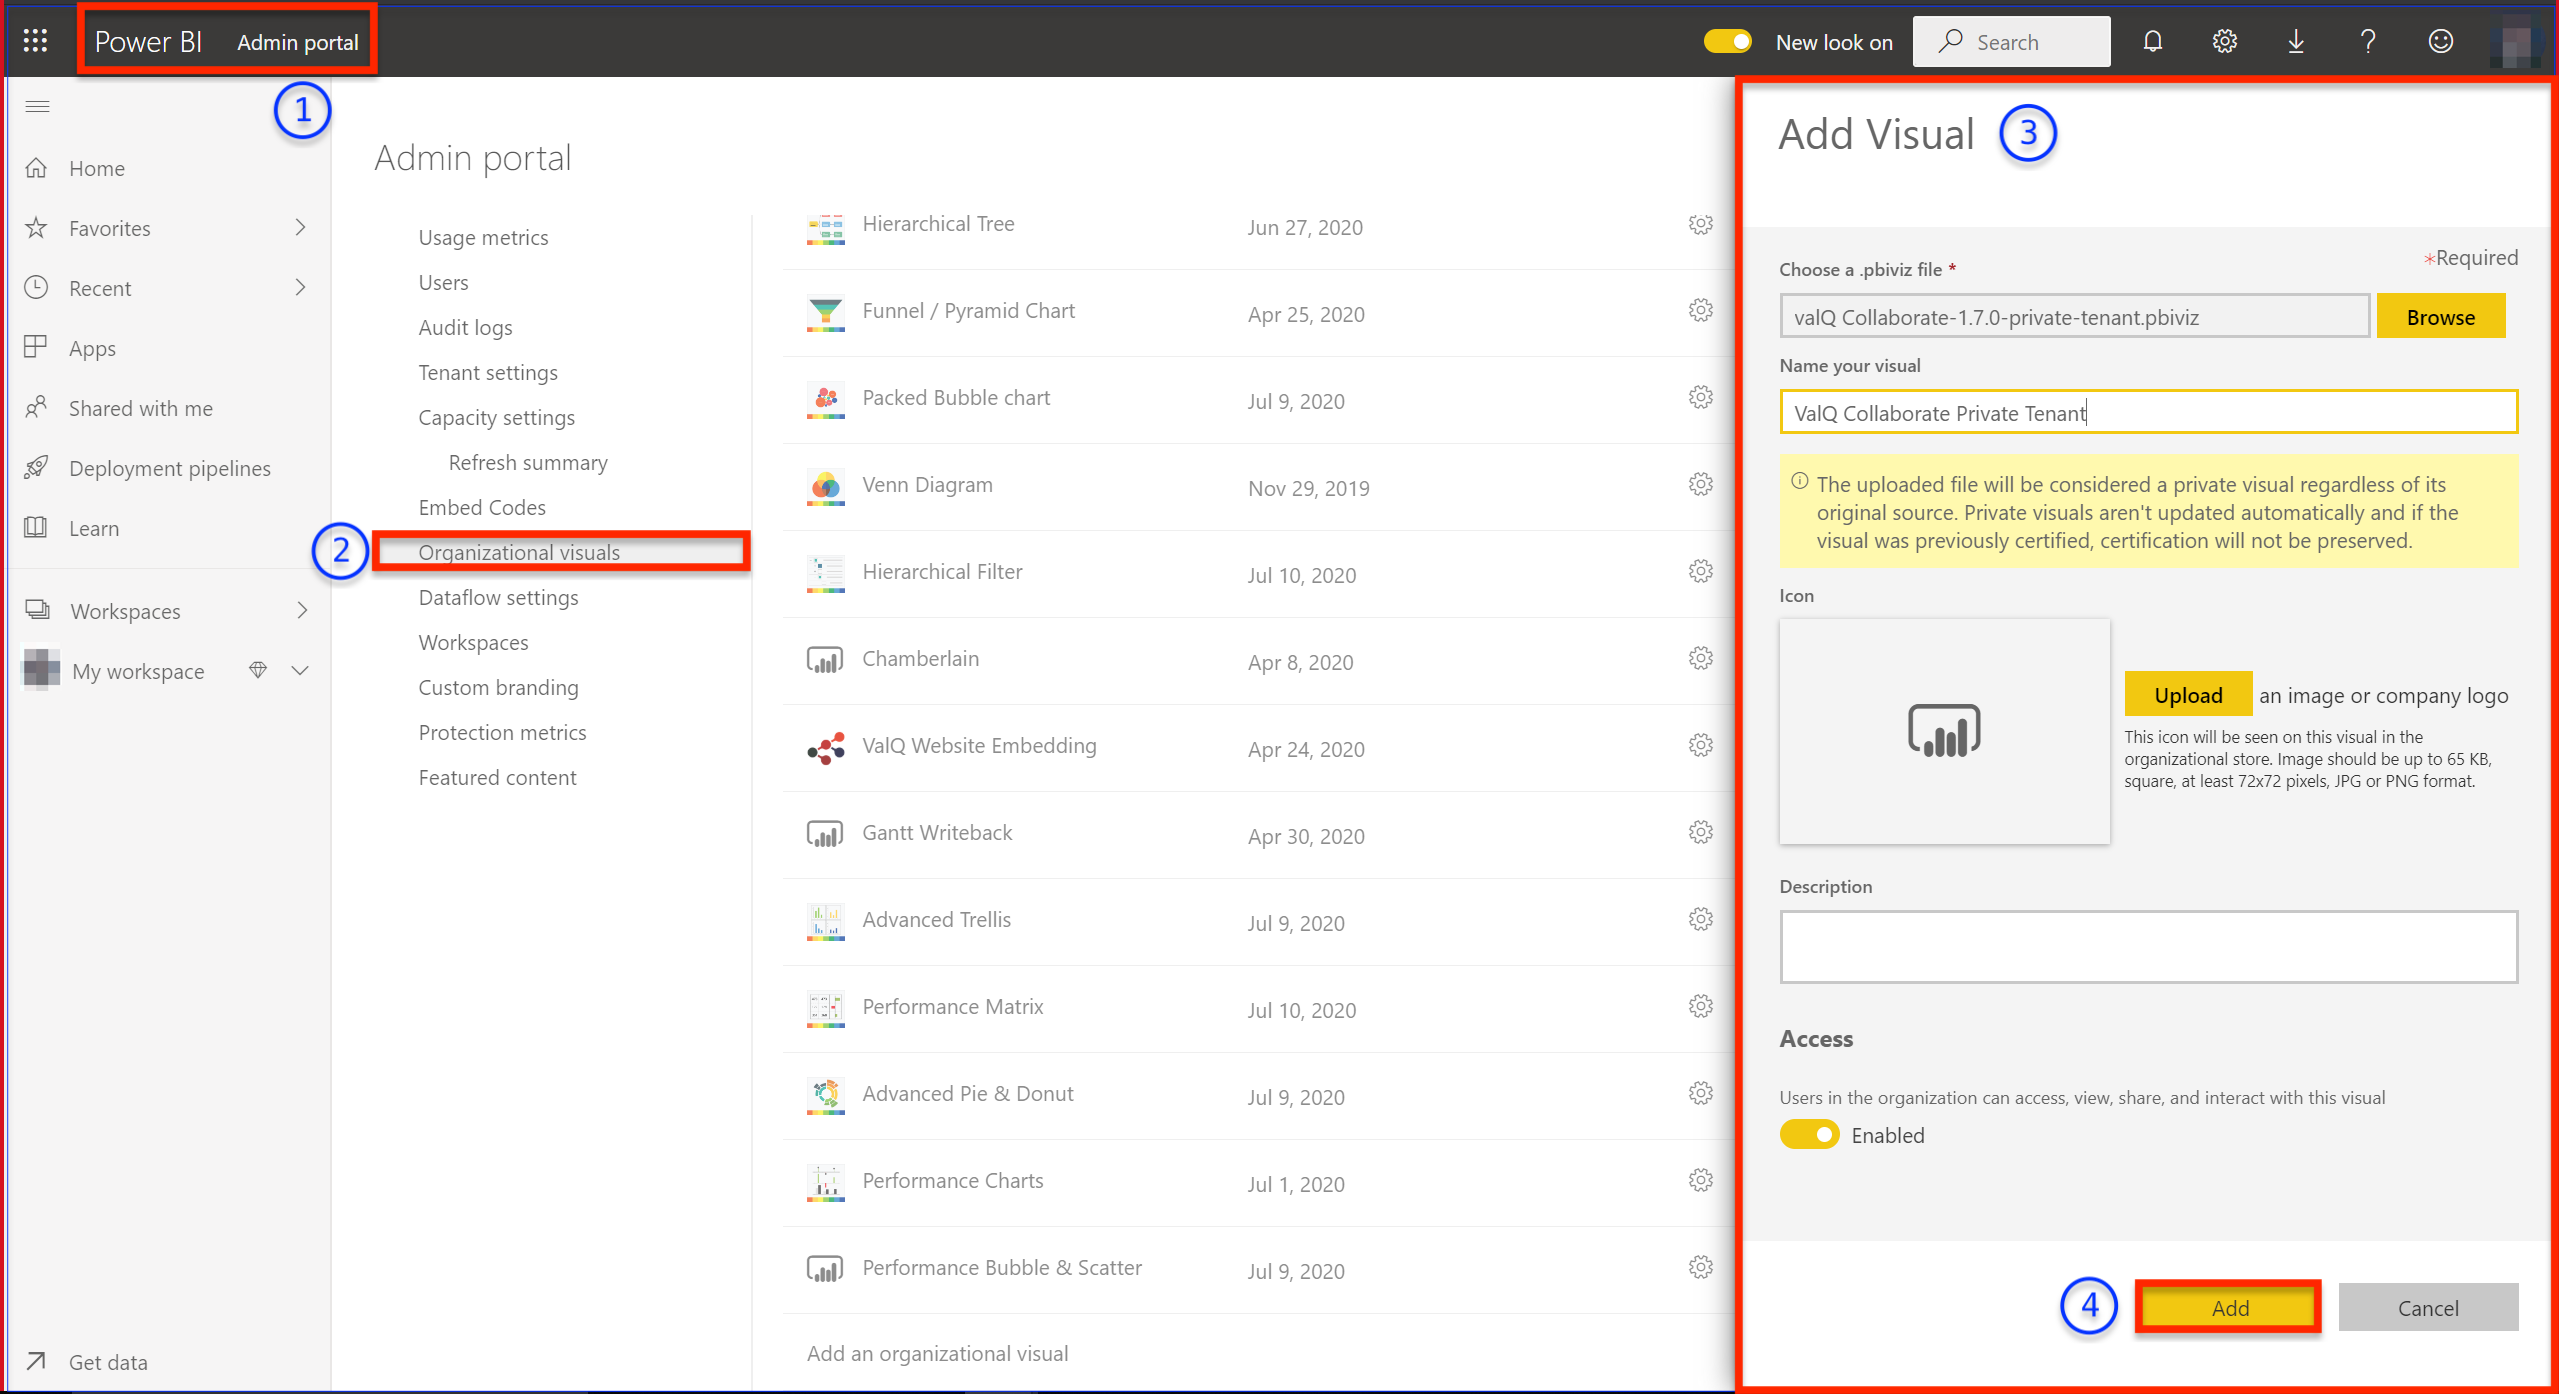 Power BI Admin portal
New look on
Search
1
Home
Favorites
Recent
Apps
Shared with me
Deployment pipelines
Learn
Workspaces
My workspace
Get data
Admin portal
Usage metrics
Users
Audit logs
Tenant settings
Capacity settings
Refresh summary
Embed Codes
2
Organizational visuals
Dataflow settings
Workspaces
Custom branding
Protection metrics
Featured content
Hierarchical Tree Jun 27, 2020
Funnel / Pyramid Chart Apr 25, 2020
Packed Bubble chart Jul 9, 2020
Venn Diagram Nov 29, 2019
Hierarchical Filter Jul 10, 2020
Chamberlain Apr 8, 2020
ValQ Website Embedding Apr 24, 2020
Gantt Writeback Apr 30, 2020
Advanced Trellis Jul 9, 2020
Performance Matrix Jul 10, 2020
Advanced Pie & Donut Jul 9, 2020
Performance Charts Jul 1, 2020
Performance Bubble & Scatter Jul 9, 2020
Add an organizational visual
Add Visual 3
*Required
Choose a .pbiviz file *
valQ Collaborate-1.7.0-private-tenant.pbiviz Browse
Name your visual
ValQ Collaborate Private Tenant
The uploaded file will be considered a private visual regardless of its
original source. Private visuals aren't updated automatically and if the
visual was previously certified, certification will not be preserved.
Icon
Upload an image or company logo
This icon will be seen on this visual in the
organizational store. Image should be up to 65 KB,
square, at least 72x72 pixels, JPG or PNG format.
Description
Access
Users in the organization can access, view, share, and interact with this visual
Enabled
4 Add Cancel